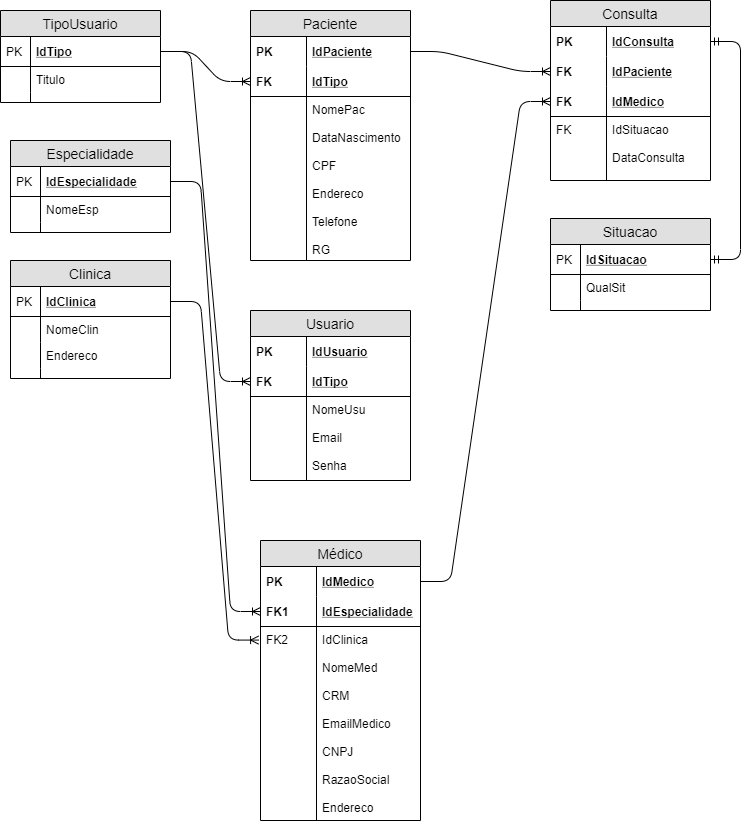 TipoUsuario
PK IdTipo
Titulo
Especialidade
PK IdEspecialidade
NomeEsp
Clinica
PK IdClinica
NomeClin
Endereco
Paciente
PK IdPaciente
FK IdTipo
NomePac
DataNascimento
CPF
Endereco
Telefone
RG
Usuario
PK IdUsuario
FK IdTipo
NomeUsu
Email
Senha
Médico
PK IdMedico
FK1 IdEspecialidade
FK2 IdClinica
NomeMed
CRM
EmailMedico
CNPJ
RazaoSocial
Endereco
Consulta
PK IdConsulta
FK IdPaciente
FK IdMedico
FK IdSituacao
DataConsulta
Situacao
PK IdSituacao
QualSit